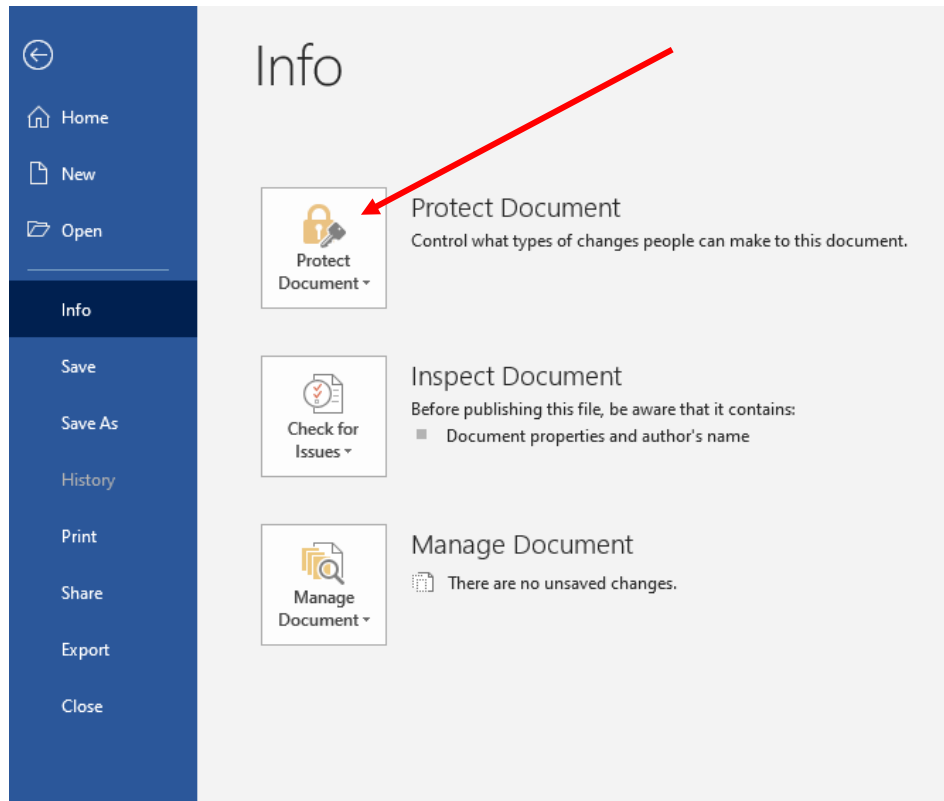 Info
Home
New
Open
Info
Save
Save As
History
Print
Share
Export
Close
Protect
Document
Protect Document
Control what types of changes people can make to this document.
Check for
Issues
Inspect Document
Before publishing this file, be aware that it contains:
Document properties and author's name
Manage
Document
Manage Document
There are no unsaved changes.